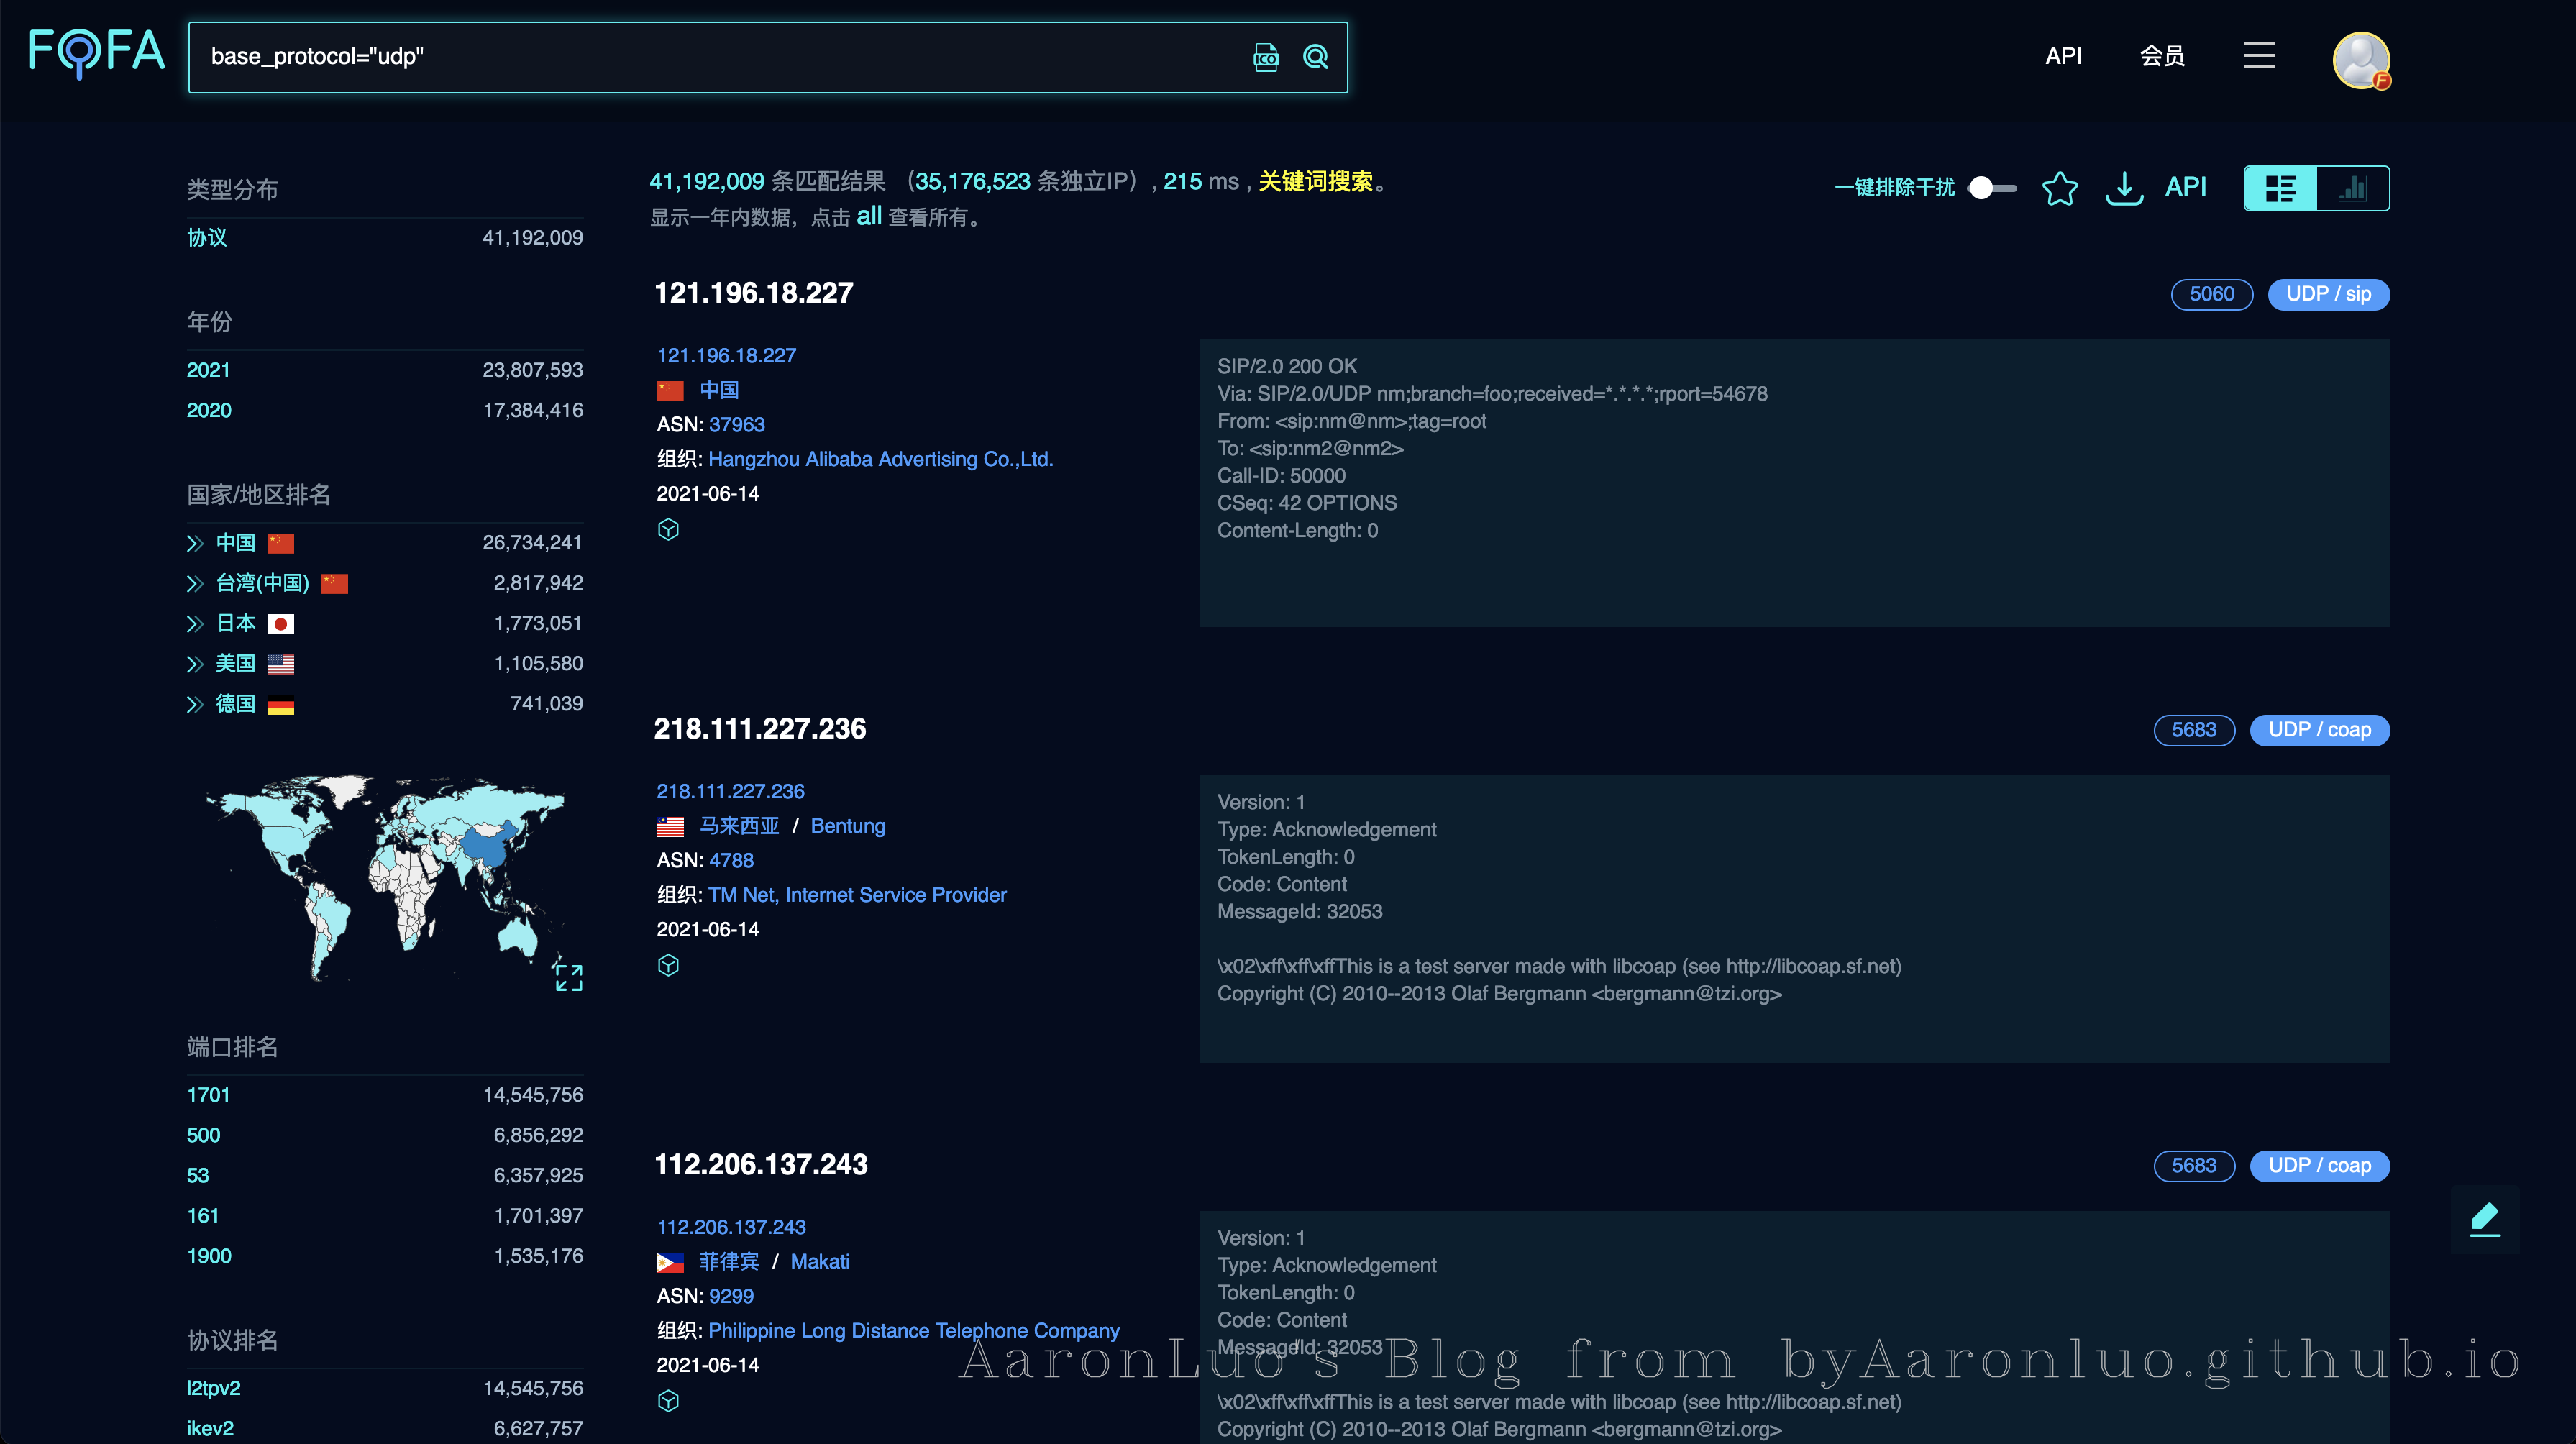 FOFA
base_protocol="udp"
ICO
API
会员
F
类型分布
协议 41,192,009
年份
2021 23,807,593
2020 17,384,416
国家/地区排名
中国 26,734,241
台湾(中国) 2,817,942
日本 1,773,051
美国 1,105,580
德国 741,039
端口排名
1701 14,545,756
500 6,856,292
53 6,357,925
161 1,701,397
1900 1,535,176
协议排名
l2tpv2 14,545,756
ikev2 6,627,757
41,192,009 条匹配结果 （35,176,523 条独立IP）, 215 ms , 关键词搜索。
显示一年内数据，点击 all 查看所有。
一键排除干扰
API
121.196.18.227
5060 UDP / sip
121.196.18.227
中国
ASN: 37963
组织: Hangzhou Alibaba Advertising Co.,Ltd.
2021-06-14
SIP/2.0 200 OK
Via: SIP/2.0/UDP nm;branch=foo;received=*.*.*.*;rport=54678
From: <sip:nm@nm>;tag=root
To: <sip:nm2@nm2>
Call-ID: 50000
CSeq: 42 OPTIONS
Content-Length: 0
218.111.227.236
5683 UDP / coap
218.111.227.236
马来西亚 / Bentung
ASN: 4788
组织: TM Net, Internet Service Provider
2021-06-14
Version: 1
Type: Acknowledgement
TokenLength: 0
Code: Content
MessageId: 32053
\x02\xff\xff\xffThis is a test server made with libcoap (see http://libcoap.sf.net)
Copyright (C) 2010--2013 Olaf Bergmann <bergmann@tzi.org>
112.206.137.243
5683 UDP / coap
112.206.137.243
菲律宾 / Makati
ASN: 9299
组织: Philippine Long Distance Telephone Company
2021-06-14
Version: 1
Type: Acknowledgement
TokenLength: 0
Code: Content
MessageId: 32053
\x02\xff\xff\xffThis is a test server made with libcoap (see http://libcoap.sf.net)
Copyright (C) 2010--2013 Olaf Bergmann <bergmann@tzi.org>
AaronLuo's Blog from byAaronluo.github.io